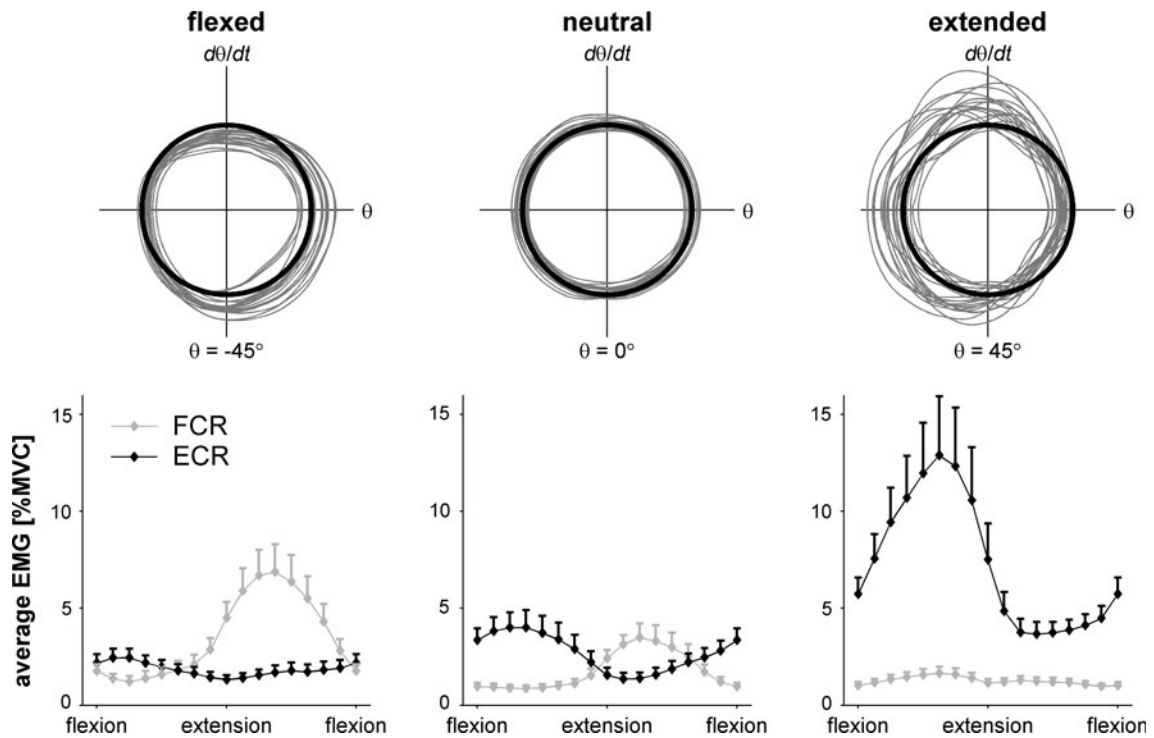 flexed
dθ/dt
θ
θ = -45°
neutral
dθ/dt
θ
θ = 0°
extended
dθ/dt
θ
θ = 45°
average EMG [%MVC]
15
10
5
0
FCR
ECR
flexion extension flexion
15
10
5
0
flexion extension flexion
15
10
5
0
flexion extension flexion